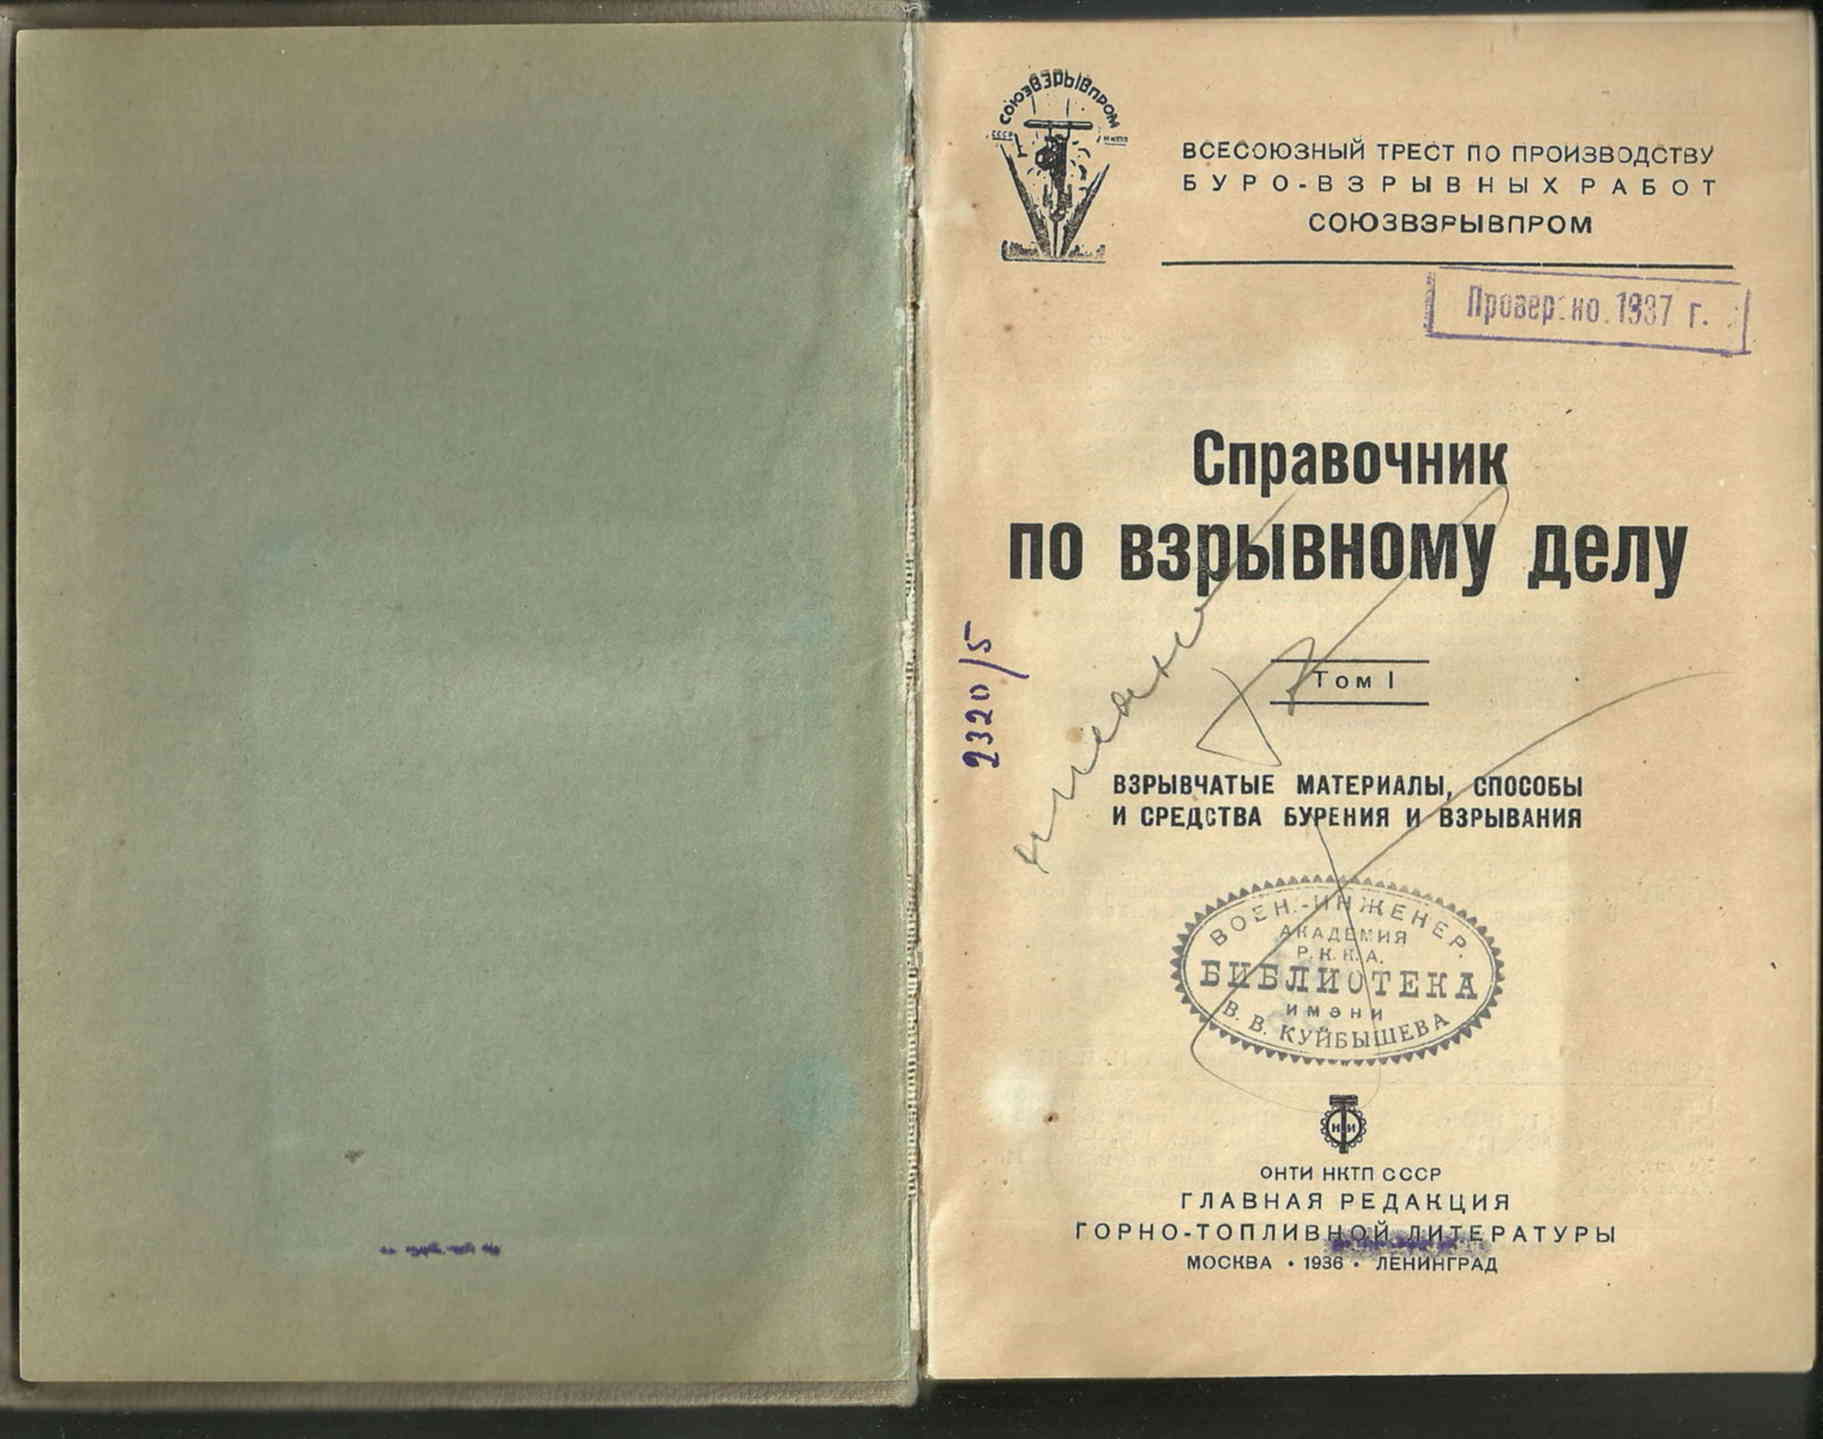 СОЮЗВЗРЫВПРОМ
СССР
ВСЕСОЮЗНЫЙ ТРЕСТ ПО ПРОИЗВОДСТВУ
БУРО-ВЗРЫВНЫХ РАБОТ
СОЮЗВЗРЫВПРОМ
Проверено 1937 г.
Справочник
по взрывному делу
2320/5
Том I
ВЗРЫВЧАТЫЕ МАТЕРИАЛЫ, СПОСОБЫ
И СРЕДСТВА БУРЕНИЯ И ВЗРЫВАНИЯ
ВОЕН.-ИНЖЕНЕР.
АКАДЕМИЯ
Р.К.К.А.
БИБЛИОТЕКА
имени
В. В. КУЙБЫШЕВА
ОНТИ НКТП СССР
ГЛАВНАЯ РЕДАКЦИЯ
ГОРНО-ТОПЛИВНОЙ ЛИТЕРАТУРЫ
МОСКВА • 1936 • ЛЕНИНГРАД